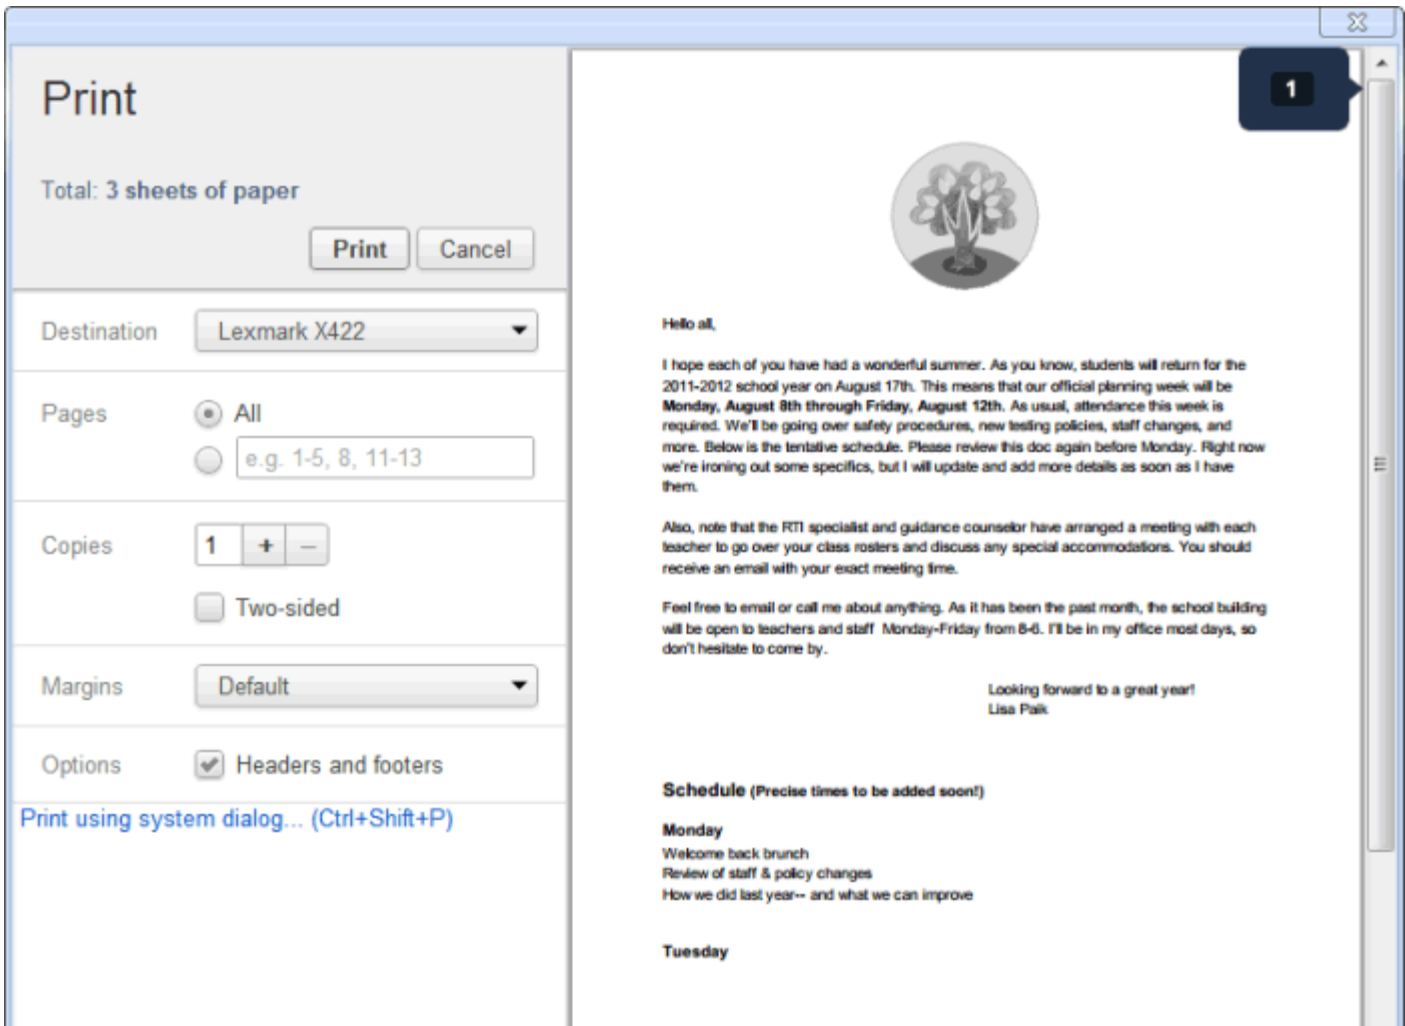 Print
Total: 3 sheets of paper
Print Cancel
Destination Lexmark X422
Pages All
e.g. 1-5, 8, 11-13
Copies 1 + –
Two-sided
Margins Default
Options Headers and footers
Print using system dialog... (Ctrl+Shift+P)
1
Hello all,
I hope each of you have had a wonderful summer. As you know, students will return for the
2011-2012 school year on August 17th. This means that our official planning week will be
Monday, August 8th through Friday, August 12th. As usual, attendance this week is
required. We'll be going over safety procedures, new testing policies, staff changes, and
more. Below is the tentative schedule. Please review this doc again before Monday. Right now
we're ironing out some specifics, but I will update and add more details as soon as I have
them.
Also, note that the RTI specialist and guidance counselor have arranged a meeting with each
teacher to go over your class rosters and discuss any special accommodations. You should
receive an email with your exact meeting time.
Feel free to email or call me about anything. As it has been the past month, the school building
will be open to teachers and staff Monday-Friday from 8-6. I'll be in my office most days, so
don't hesitate to come by.
Looking forward to a great year!
Lisa Paik
Schedule (Precise times to be added soon!)
Monday
Welcome back brunch
Review of staff & policy changes
How we did last year-- and what we can improve
Tuesday